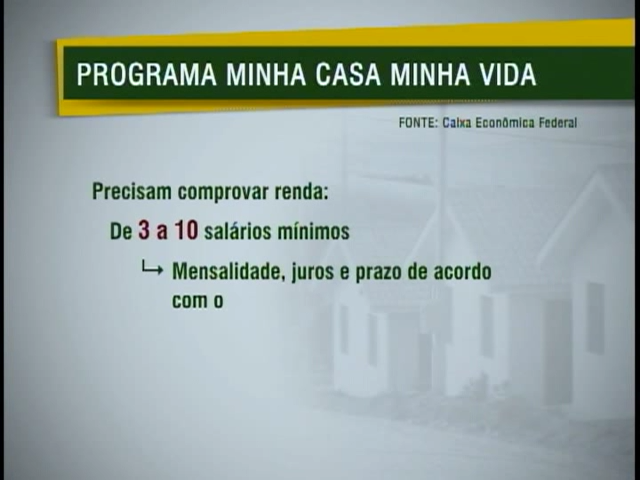 PROGRAMA MINHA CASA MINHA VIDA
FONTE: Caixa Econômica Federal
Precisam comprovar renda:
De 3 a 10 salários mínimos
Mensalidade, juros e prazo de acordo
com o